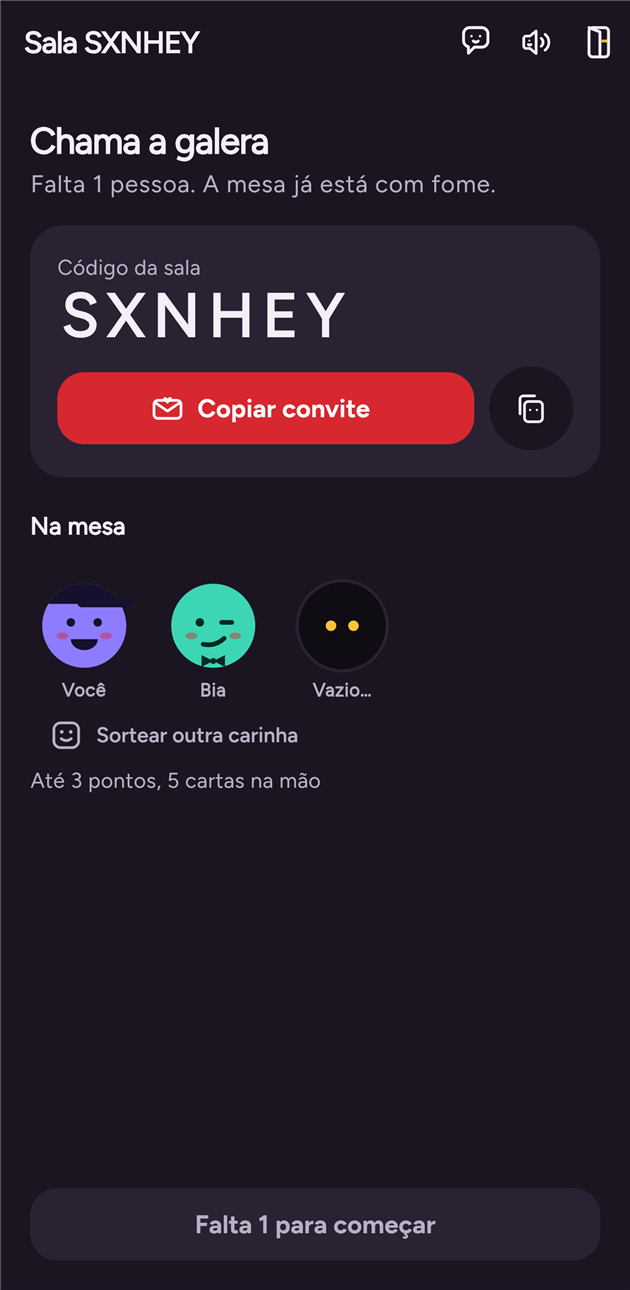 Sala SXNHEY
Chama a galera
Falta 1 pessoa. A mesa já está com fome.
Código da sala
SXNHEY
Copiar convite
Na mesa
Você Bia Vazio...
Sortear outra carinha
Até 3 pontos, 5 cartas na mão
Falta 1 para começar